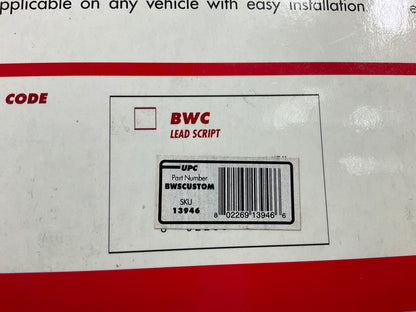 applicable on any vehicle with easy installation
CODE
BWC
LEAD SCRIPT
UPC
Part Number
BWSCUSTOM
SKU
13946
8 02269 13946 6